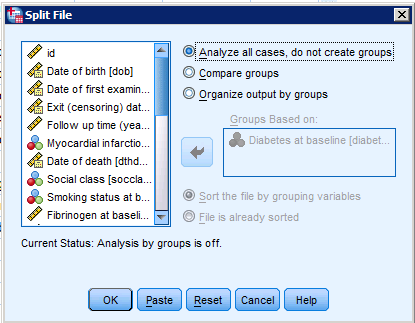 Split File
id
Date of birth [dob]
Date of first examin...
Exit (censoring) dat...
Follow up time (yea...
Myocardial infarctio...
Date of death [dthd...
Social class [soccla...
Smoking status at b...
Fibrinogen at baseli...
Analyze all cases, do not create groups
Compare groups
Organize output by groups
Groups Based on:
Diabetes at baseline [diabet...
Sort the file by grouping variables
File is already sorted
Current Status: Analysis by groups is off.
OK Paste Reset Cancel Help